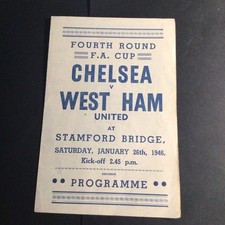 FOURTH ROUND
F.A. CUP
CHELSEA
V
WEST HAM
UNITED
AT
STAMFORD BRIDGE,
SATURDAY, JANUARY 26th, 1946.
Kick-off 2.45 p.m.
PROGRAMME